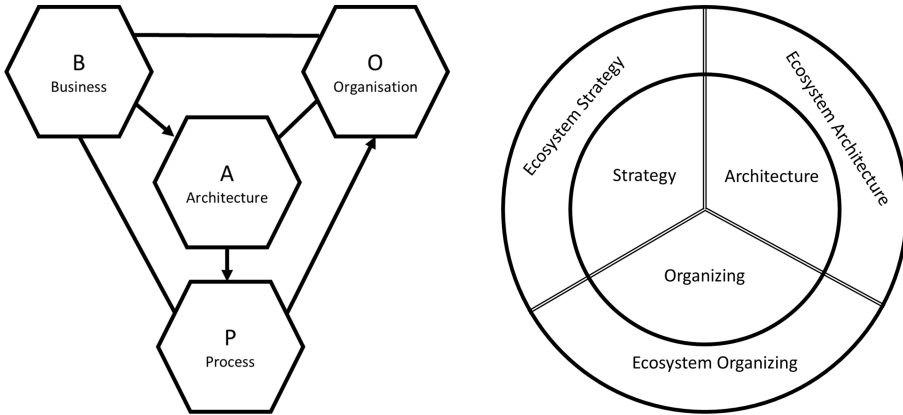 B
Business
O
Organisation
A
Architecture
P
Process
Ecosystem Strategy
Ecosystem Architecture
Strategy
Architecture
Organizing
Ecosystem Organizing